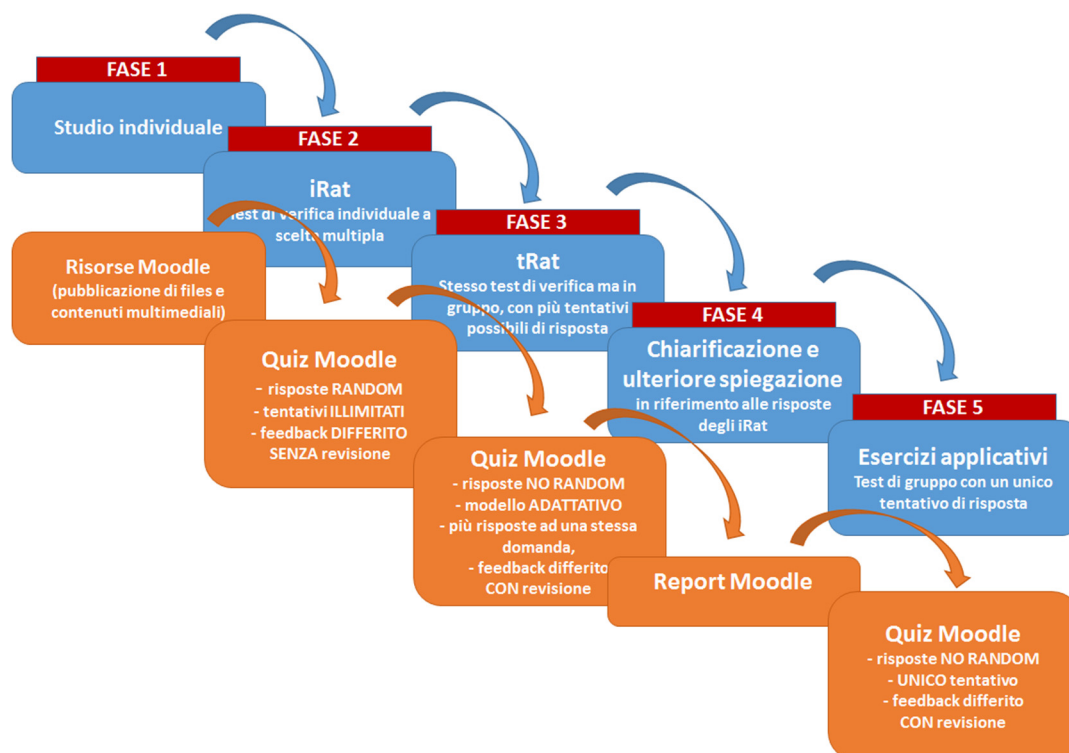 FASE 1
Studio individuale
FASE 2
iRat
Test di verifica individuale a
scelta multipla
FASE 3
tRat
Stesso test di verifica ma in
gruppo, con più tentativi
possibili di risposta
FASE 4
Chiarificazione e
ulteriore spiegazione
in riferimento alle risposte
degli iRat
FASE 5
Esercizi applicativi
Test di gruppo con un unico
tentativo di risposta
Risorse Moodle
(pubblicazione di files e
contenuti multimediali)
Quiz Moodle
- risposte RANDOM
- tentativi ILLIMITATI
- feedback DIFFERITO
SENZA revisione
Quiz Moodle
- risposte NO RANDOM
- modello ADATTATIVO
- più risposte ad una stessa
domanda,
- feedback differito
CON revisione
Report Moodle
Quiz Moodle
- risposte NO RANDOM
- UNICO tentativo
- feedback differito
CON revisione